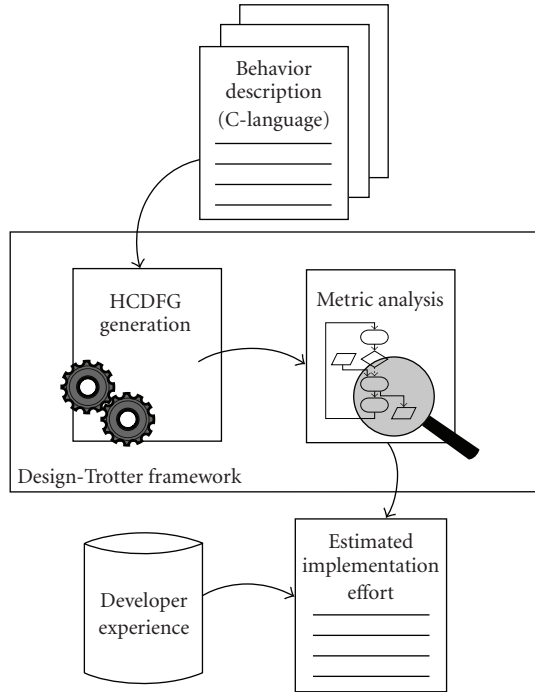 Behavior
description
(C-language)
HCDFG
generation
Metric analysis
Design-Trotter framework
Developer
experience
Estimated
implementation
effort